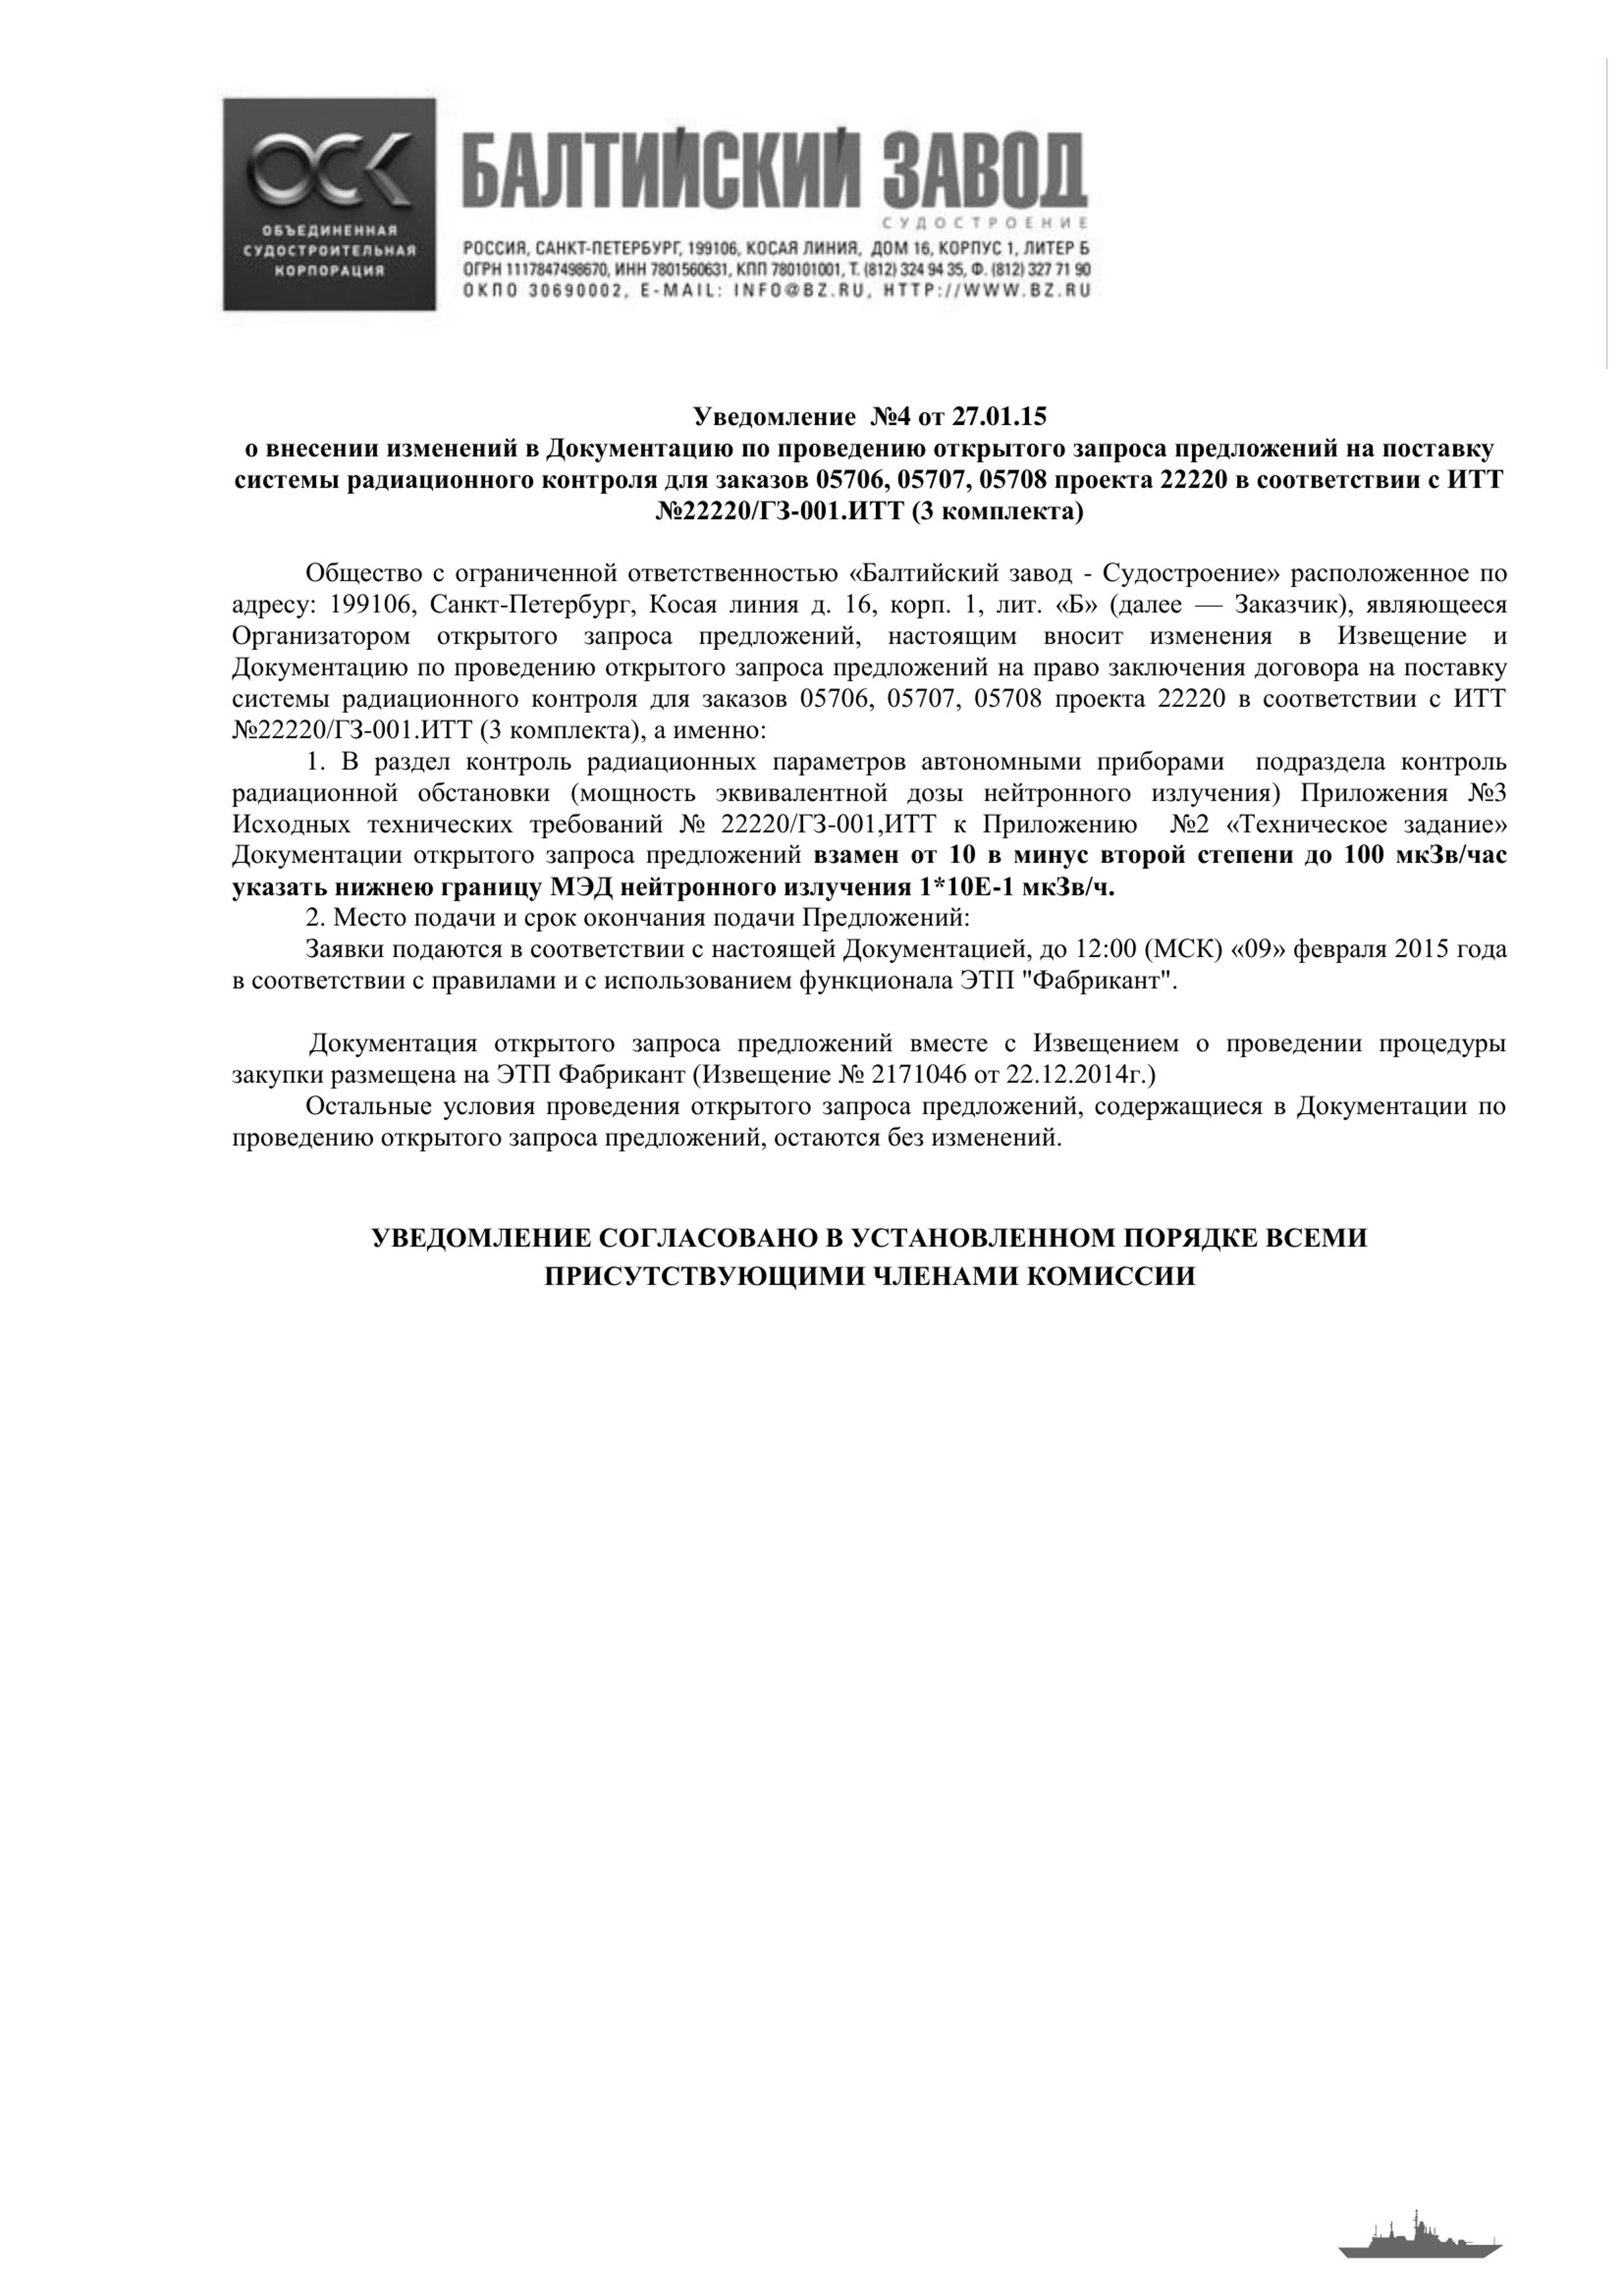 ОСК
ОБЪЕДИНЕННАЯ
СУДОСТРОИТЕЛЬНАЯ
КОРПОРАЦИЯ
БАЛТИЙСКИЙ ЗАВОД
СУДОСТРОЕНИЕ
РОССИЯ, САНКТ-ПЕТЕРБУРГ, 199106, КОСАЯ ЛИНИЯ, ДОМ 16, КОРПУС 1, ЛИТЕР Б
ОГРН 1117847498670, ИНН 7801560631, КПП 780101001, Т. (812) 324 94 35, Ф. (812) 327 71 90
ОКПО 30690002, E-MAIL: INFO@BZ.RU, HTTP://WWW.BZ.RU
Уведомление №4 от 27.01.15
о внесении изменений в Документацию по проведению открытого запроса предложений на поставку
системы радиационного контроля для заказов 05706, 05707, 05708 проекта 22220 в соответствии с ИТТ
№22220/ГЗ-001.ИТТ (3 комплекта)
Общество с ограниченной ответственностью «Балтийский завод - Судостроение» расположенное по
адресу: 199106, Санкт-Петербург, Косая линия д. 16, корп. 1, лит. «Б» (далее — Заказчик), являющееся
Организатором открытого запроса предложений, настоящим вносит изменения в Извещение и
Документацию по проведению открытого запроса предложений на право заключения договора на поставку
системы радиационного контроля для заказов 05706, 05707, 05708 проекта 22220 в соответствии с ИТТ
№22220/ГЗ-001.ИТТ (3 комплекта), а именно:
1. В раздел контроль радиационных параметров автономными приборами подраздела контроль
радиационной обстановки (мощность эквивалентной дозы нейтронного излучения) Приложения №3
Исходных технических требований № 22220/ГЗ-001,ИТТ к Приложению №2 «Техническое задание»
Документации открытого запроса предложений взамен от 10 в минус второй степени до 100 мкЗв/час
указать нижнею границу МЭД нейтронного излучения 1*10Е-1 мкЗв/ч.
2. Место подачи и срок окончания подачи Предложений:
Заявки подаются в соответствии с настоящей Документацией, до 12:00 (МСК) «09» февраля 2015 года
в соответствии с правилами и с использованием функционала ЭТП "Фабрикант".
Документация открытого запроса предложений вместе с Извещением о проведении процедуры
закупки размещена на ЭТП Фабрикант (Извещение № 2171046 от 22.12.2014г.)
Остальные условия проведения открытого запроса предложений, содержащиеся в Документации по
проведению открытого запроса предложений, остаются без изменений.
УВЕДОМЛЕНИЕ СОГЛАСОВАНО В УСТАНОВЛЕННОМ ПОРЯДКЕ ВСЕМИ
ПРИСУТСТВУЮЩИМИ ЧЛЕНАМИ КОМИССИИ